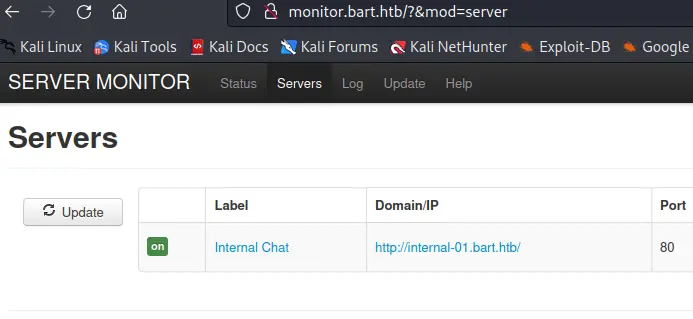 monitor.bart.htb/?&mod=server
Kali Linux Kali Tools Kali Docs Kali Forums Kali NetHunter Exploit-DB Google
SERVER MONITOR Status Servers Log Update Help
Servers
Update
Label Domain/IP Port
on Internal Chat http://internal-01.bart.htb/ 80